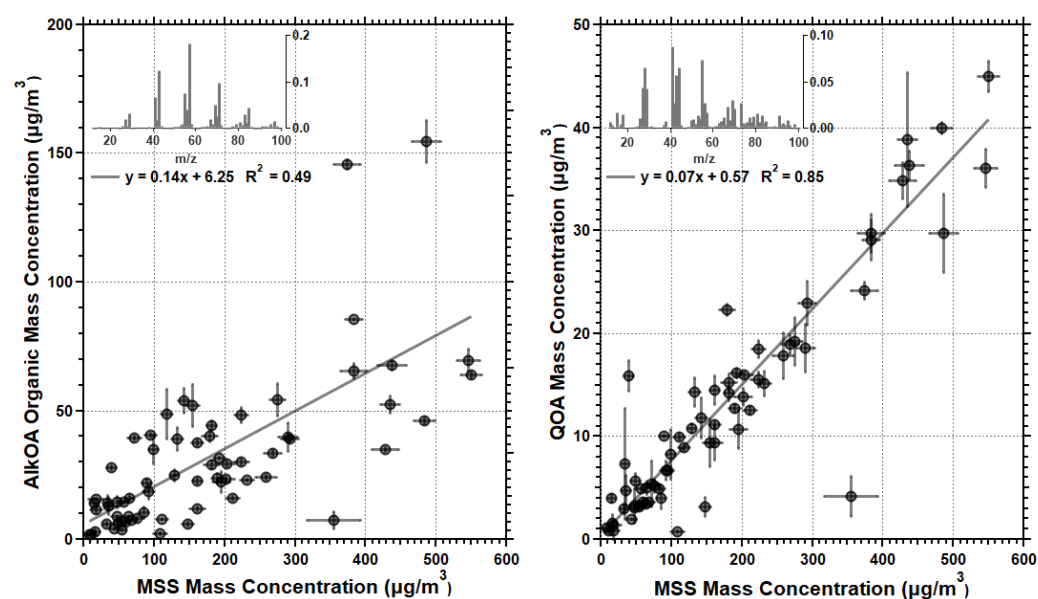 AlkOA Organic Mass Concentration (µg/m³)
200
150
100
50
0
0.2
0.1
0.0
20 40 60 80 100
m/z
y = 0.14x + 6.25 R² = 0.49
0 100 200 300 400 500 600
MSS Mass Concentration (µg/m³)
QOA Mass Concentration (µg/m³)
50
40
30
20
10
0
0.10
0.05
0.00
20 40 60 80 100
m/z
y = 0.07x + 0.57 R² = 0.85
0 100 200 300 400 500 600
MSS Mass Concentration (µg/m³)